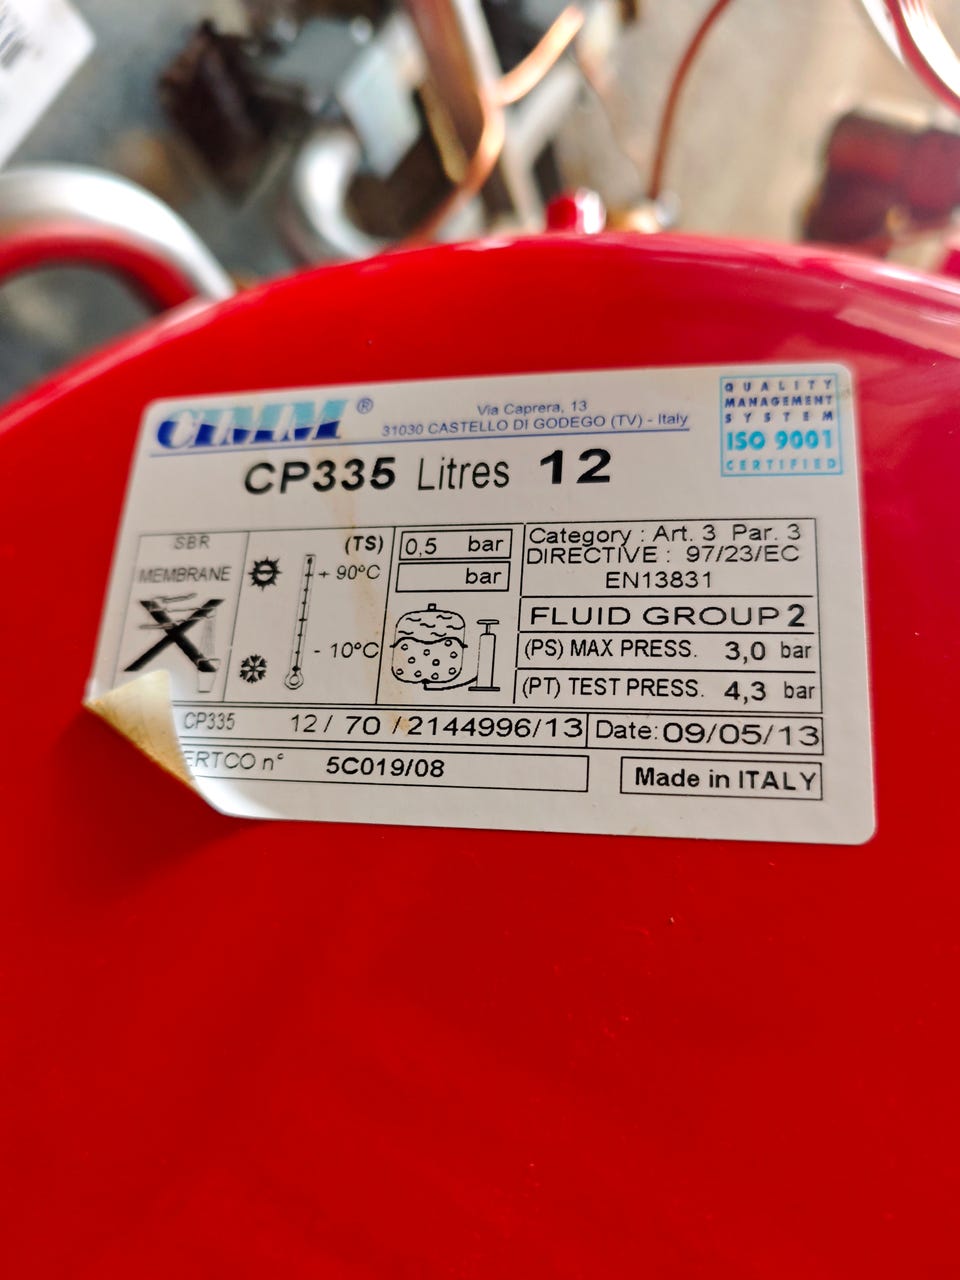 CIMM®
Via Caprera, 13
31030 CASTELLO DI GODEGO (TV) - Italy
QUALITY
MANAGEMENT
SYSTEM
ISO 9001
CERTIFIED
CP335 Litres 12
SBR
MEMBRANE
(TS)
+ 90ºC
- 10ºC
0,5 bar
bar
Category : Art. 3 Par. 3
DIRECTIVE : 97/23/EC
EN13831
FLUID GROUP 2
(PS) MAX PRESS. 3,0 bar
(PT) TEST PRESS. 4,3 bar
CP335 12 / 70 / 2144996/13
Date: 09/05/13
ERTCO n° 5C019/08
Made in ITALY